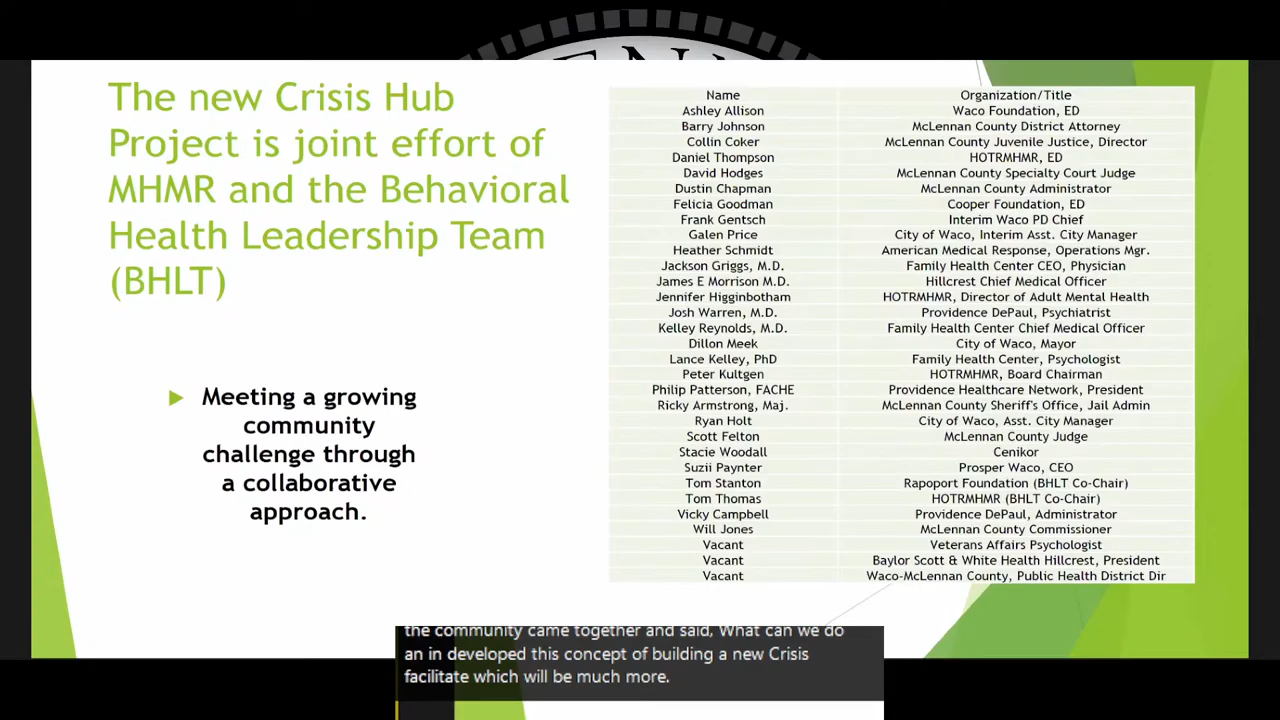 The new Crisis Hub
Project is joint effort of
MHMR and the Behavioral
Health Leadership Team
(BHLT)
Meeting a growing
community
challenge through
a collaborative
approach.
Name Organization/Title
Ashley Allison Waco Foundation, ED
Barry Johnson McLennan County District Attorney
Collin Coker McLennan County Juvenile Justice, Director
Daniel Thompson HOTRMHMR, ED
David Hodges McLennan County Specialty Court Judge
Dustin Chapman McLennan County Administrator
Felicia Goodman Cooper Foundation, ED
Frank Gentsch Interim Waco PD Chief
Galen Price City of Waco, Interim Asst. City Manager
Heather Schmidt American Medical Response, Operations Mgr.
Jackson Griggs, M.D. Family Health Center CEO, Physician
James E Morrison M.D. Hillcrest Chief Medical Officer
Jennifer Higginbotham HOTRMHMR, Director of Adult Mental Health
Josh Warren, M.D. Providence DePaul, Psychiatrist
Kelley Reynolds, M.D. Family Health Center Chief Medical Officer
Dillon Meek City of Waco, Mayor
Lance Kelley, PhD Family Health Center, Psychologist
Peter Kultgen HOTRMHMR, Board Chairman
Philip Patterson, FACHE Providence Healthcare Network, President
Ricky Armstrong, Maj. McLennan County Sheriff's Office, Jail Admin
Ryan Holt City of Waco, Asst. City Manager
Scott Felton McLennan County Judge
Stacie Woodall Cenikor
Suzii Paynter Prosper Waco, CEO
Tom Stanton Rapoport Foundation (BHLT Co-Chair)
Tom Thomas HOTRMHMR (BHLT Co-Chair)
Vicky Campbell Providence DePaul, Administrator
Will Jones McLennan County Commissioner
Vacant Veterans Affairs Psychologist
Vacant Baylor Scott & White Health Hillcrest, President
Vacant Waco-McLennan County, Public Health District Dir
the community came together and said, What can we do
an in developed this concept of building a new Crisis
facilitate which will be much more.